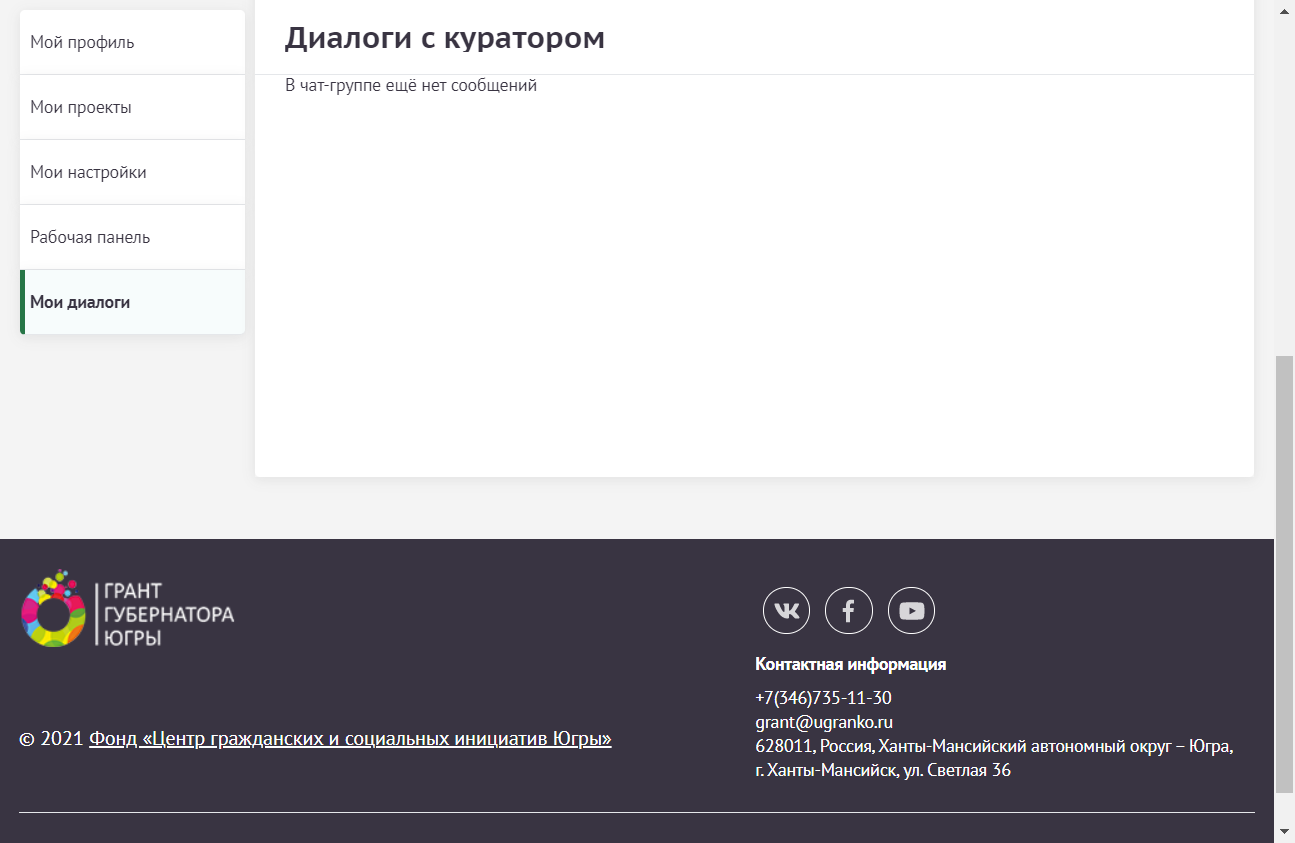 Мой профиль
Мои проекты
Мои настройки
Рабочая панель
Мои диалоги
Диалоги с куратором
В чат-группе ещё нет сообщений
ГРАНТ
ГУБЕРНАТОРА
ЮГРЫ
© 2021 Фонд «Центр гражданских и социальных инициатив Югры»
Контактная информация
+7(346)735-11-30
grant@ugranko.ru
628011, Россия, Ханты-Мансийский автономный округ – Югра,
г. Ханты-Мансийск, ул. Светлая 36